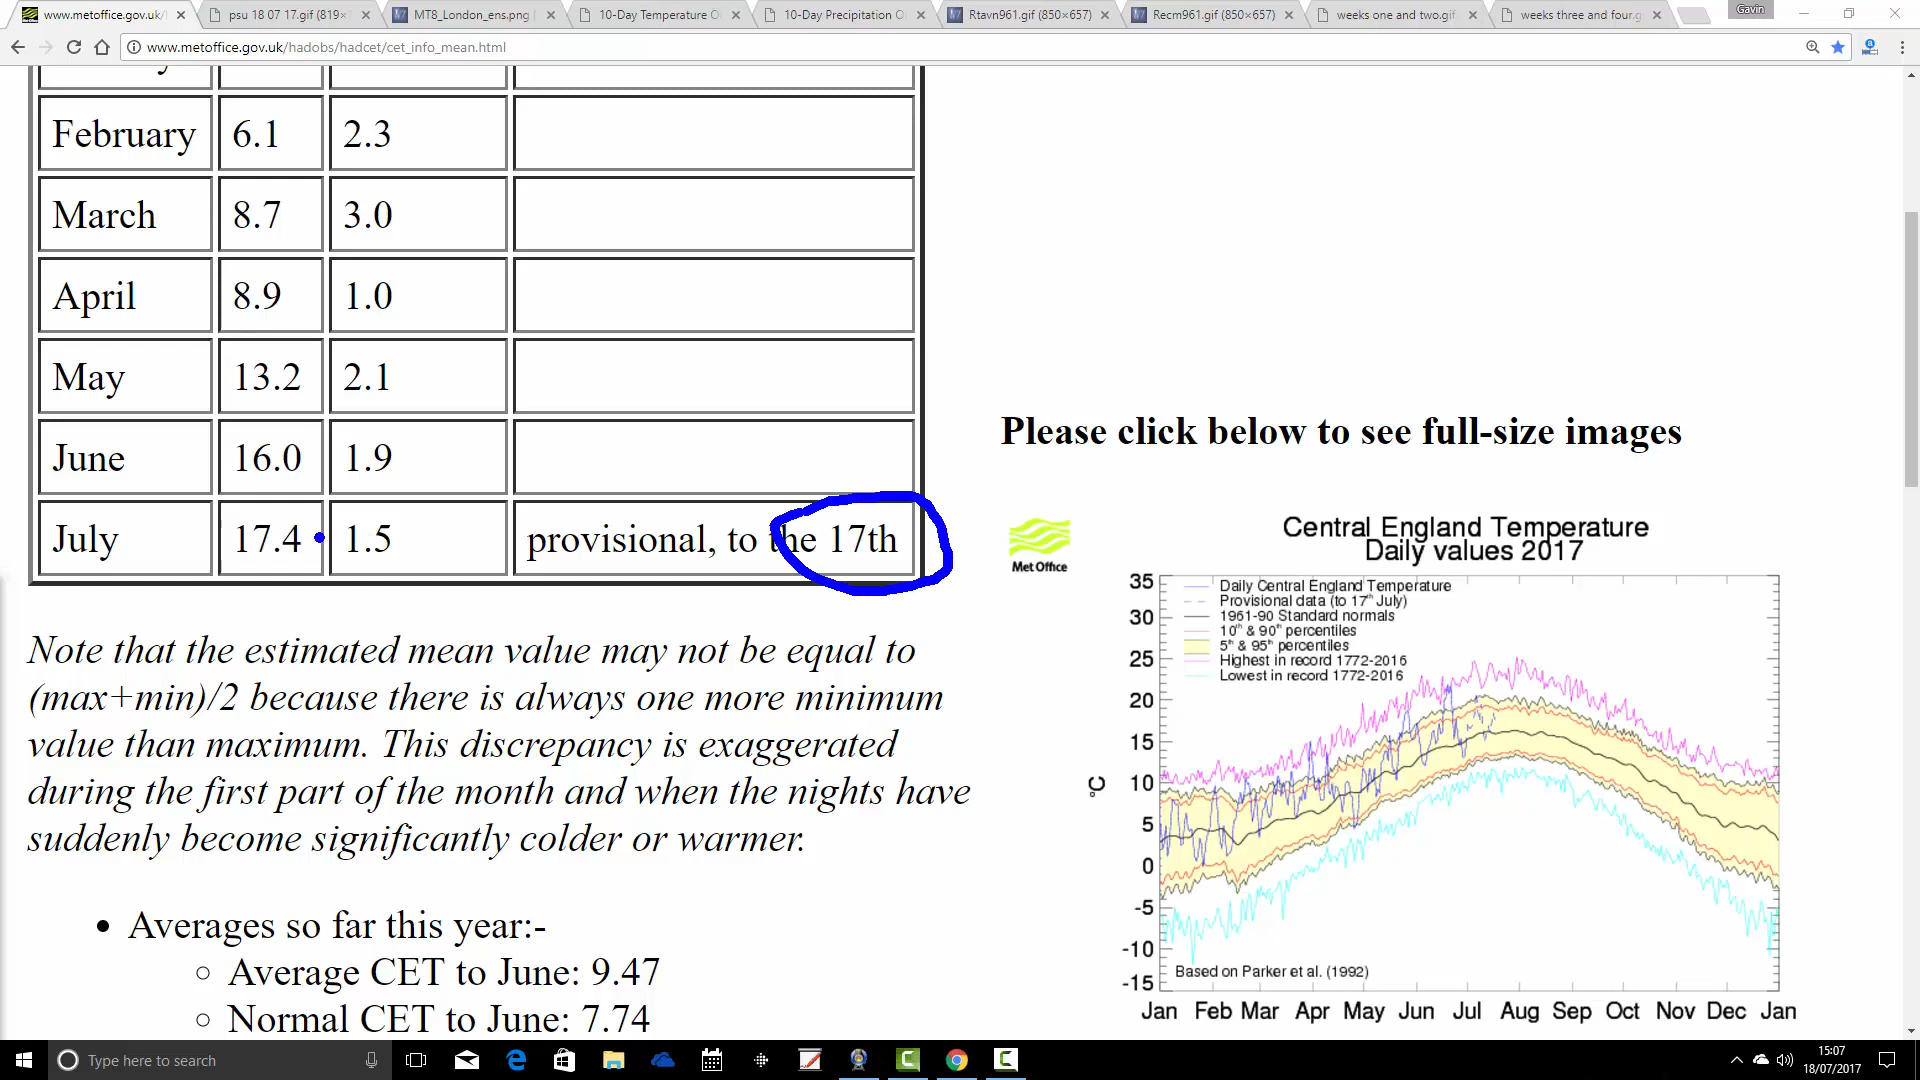 www.metoffice.gov.uk/
psu 18 07 17.gif (819×
MT8_London_ens.png
10-Day Temperature O
10-Day Precipitation O
Rtavn961.gif (850×657)
Recm961.gif (850×657)
weeks one and two.gif
weeks three and four.g
Gavin
www.metoffice.gov.uk/hadobs/hadcet/cet_info_mean.html
February 6.1 2.3
March 8.7 3.0
April 8.9 1.0
May 13.2 2.1
June 16.0 1.9
July 17.4 1.5 provisional, to the 17th
Note that the estimated mean value may not be equal to
(max+min)/2 because there is always one more minimum
value than maximum. This discrepancy is exaggerated
during the first part of the month and when the nights have
suddenly become significantly colder or warmer.
Averages so far this year:-
Average CET to June: 9.47
Normal CET to June: 7.74
Please click below to see full-size images
Met Office
Central England Temperature
Daily values 2017
Daily Central England Temperature
Provisional data (to 17th July)
1961-90 Standard normals
10th & 90th percentiles
5th & 95th percentiles
Highest in record 1772-2016
Lowest in record 1772-2016
35
30
25
20
15
10
5
0
-5
-10
-15
°C
Based on Parker et al. (1992)
Jan Feb Mar Apr May Jun Jul Aug Sep Oct Nov Dec Jan
Type here to search
15:07
18/07/2017